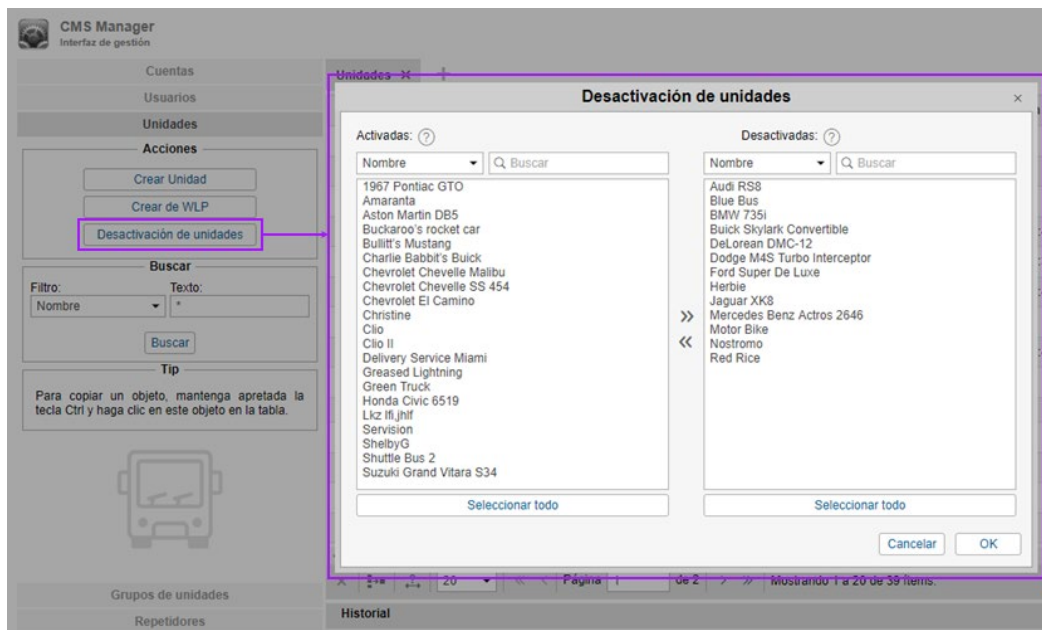 CMS Manager
Interfaz de gestión
Cuentas
Usuarios
Unidades
Acciones
Crear Unidad
Crear de WLP
Desactivación de unidades
Buscar
Filtro:
Texto:
Nombre
*
Buscar
Tip
Para copiar un objeto, mantenga apretada la
tecla Ctrl y haga clic en este objeto en la tabla.
Grupos de unidades
Repetidores
Unidades
Desactivación de unidades
Activadas:
Nombre
Buscar
1967 Pontiac GTO
Amaranta
Aston Martin DB5
Buckaroo's rocket car
Bullitt's Mustang
Charlie Babbit's Buick
Chevrolet Chevelle Malibu
Chevrolet Chevelle SS 454
Chevrolet El Camino
Christine
Clio
Clio II
Delivery Service Miami
Greased Lightning
Green Truck
Honda Civic 6519
Servision
ShelbyG
Shuttle Bus 2
Suzuki Grand Vitara S34
Seleccionar todo
Desactivadas:
Nombre
Buscar
Audi RS8
Blue Bus
BMW 735i
Buick Skylark Convertible
DeLorean DMC-12
Dodge M4S Turbo Interceptor
Ford Super De Luxe
Herbie
Jaguar XK8
Mercedes Benz Actros 2646
Motor Bike
Nostromo
Red Rice
Seleccionar todo
Cancelar
OK
20
Página 1 de 2
Mostrando 1 a 20 de 39 ítems.
Historial